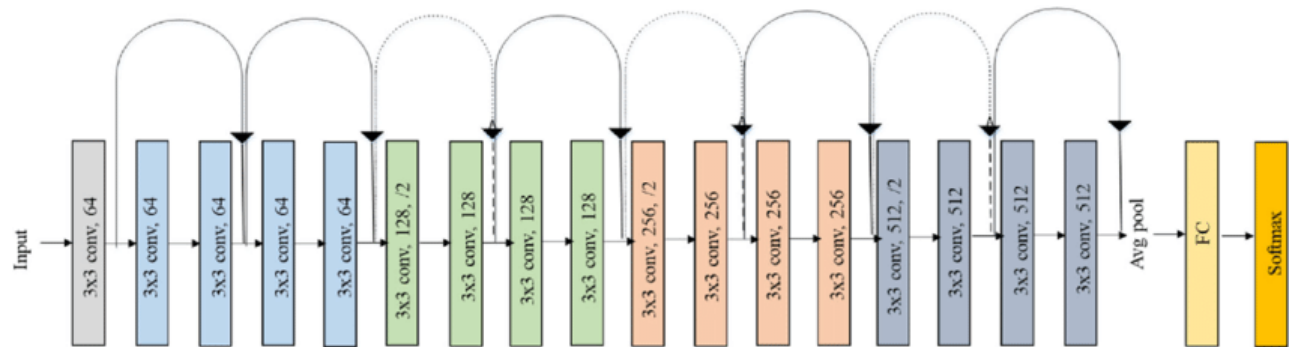 Input
3x3 conv, 64
3x3 conv, 64
3x3 conv, 64
3x3 conv, 64
3x3 conv, 64
3x3 conv, 128, /2
3x3 conv, 128
3x3 conv, 128
3x3 conv, 128
3x3 conv, 256, /2
3x3 conv, 256
3x3 conv, 256
3x3 conv, 256
3x3 conv, 512, /2
3x3 conv, 512
3x3 conv, 512
3x3 conv, 512
Avg pool
FC
Softmax